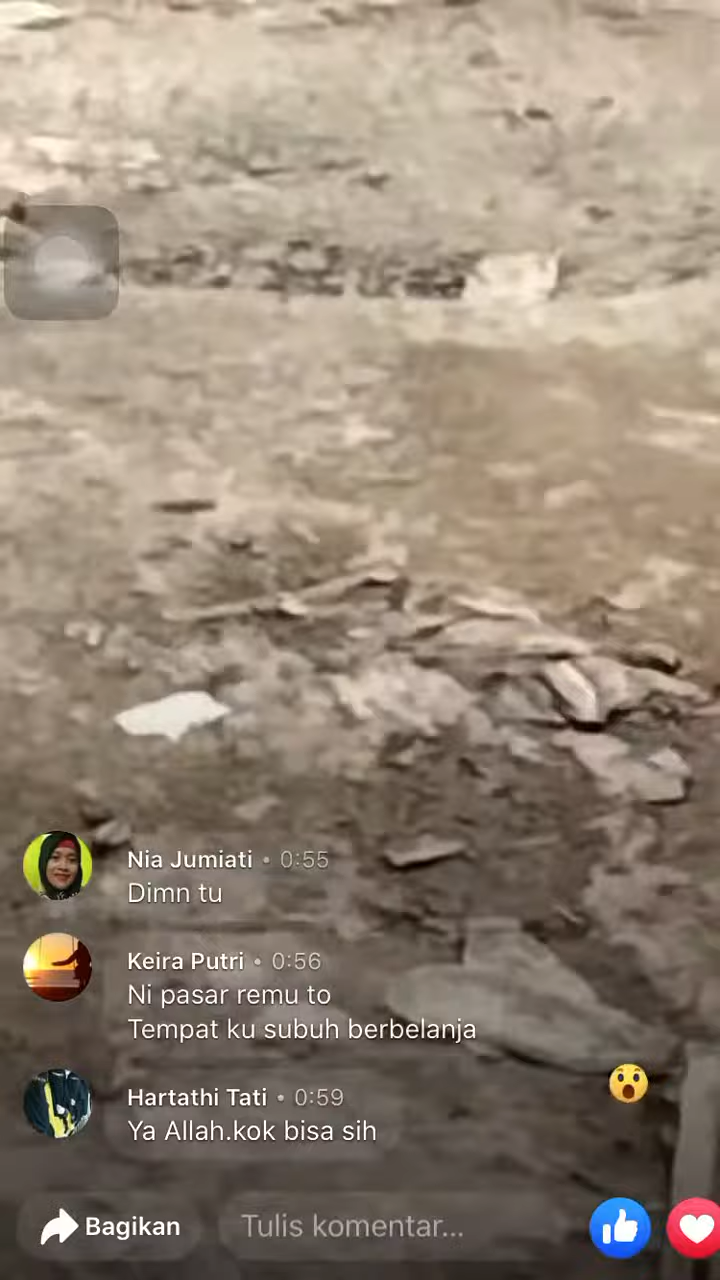 Nia Jumiati • 0:55
Dimn tu
Keira Putri • 0:56
Ni pasar remu to
Tempat ku subuh berbelanja
Hartathi Tati • 0:59
Ya Allah.kok bisa sih
Bagikan
Tulis komentar...